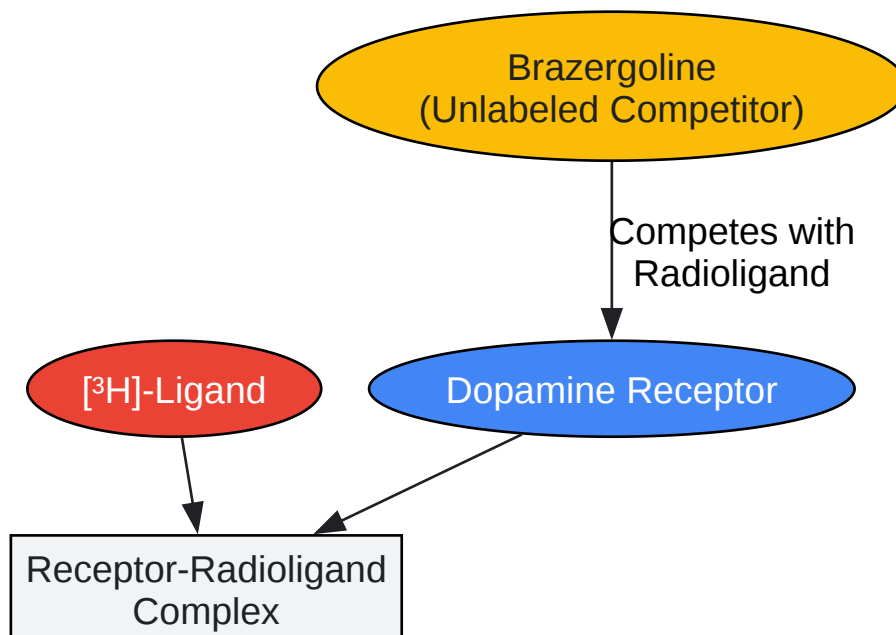 Brazergoline
(Unlabeled Competitor)
Competes with
Radioligand
[³H]-Ligand
Dopamine Receptor
Receptor-Radioligand
Complex